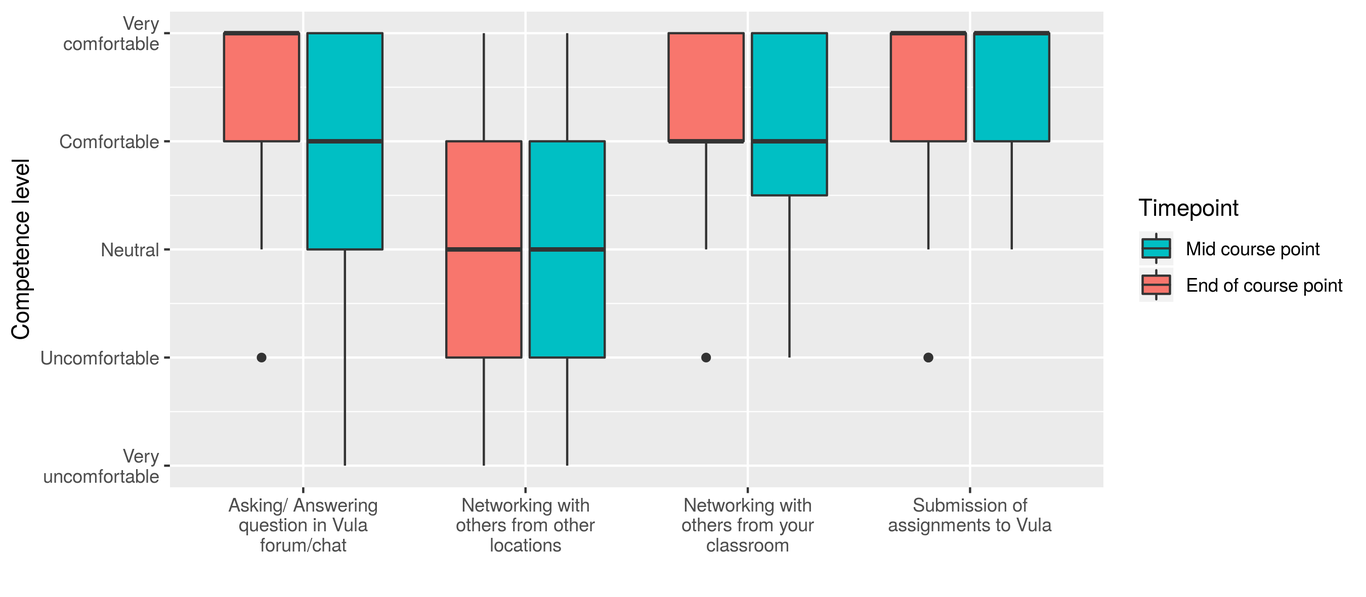 Very
comfortable
Comfortable
Neutral
Uncomfortable
Very
uncomfortable
Competence level
Asking/ Answering
question in Vula
forum/chat
Networking with
others from other
locations
Networking with
others from your
classroom
Submission of
assignments to Vula
Timepoint
Mid course point
End of course point